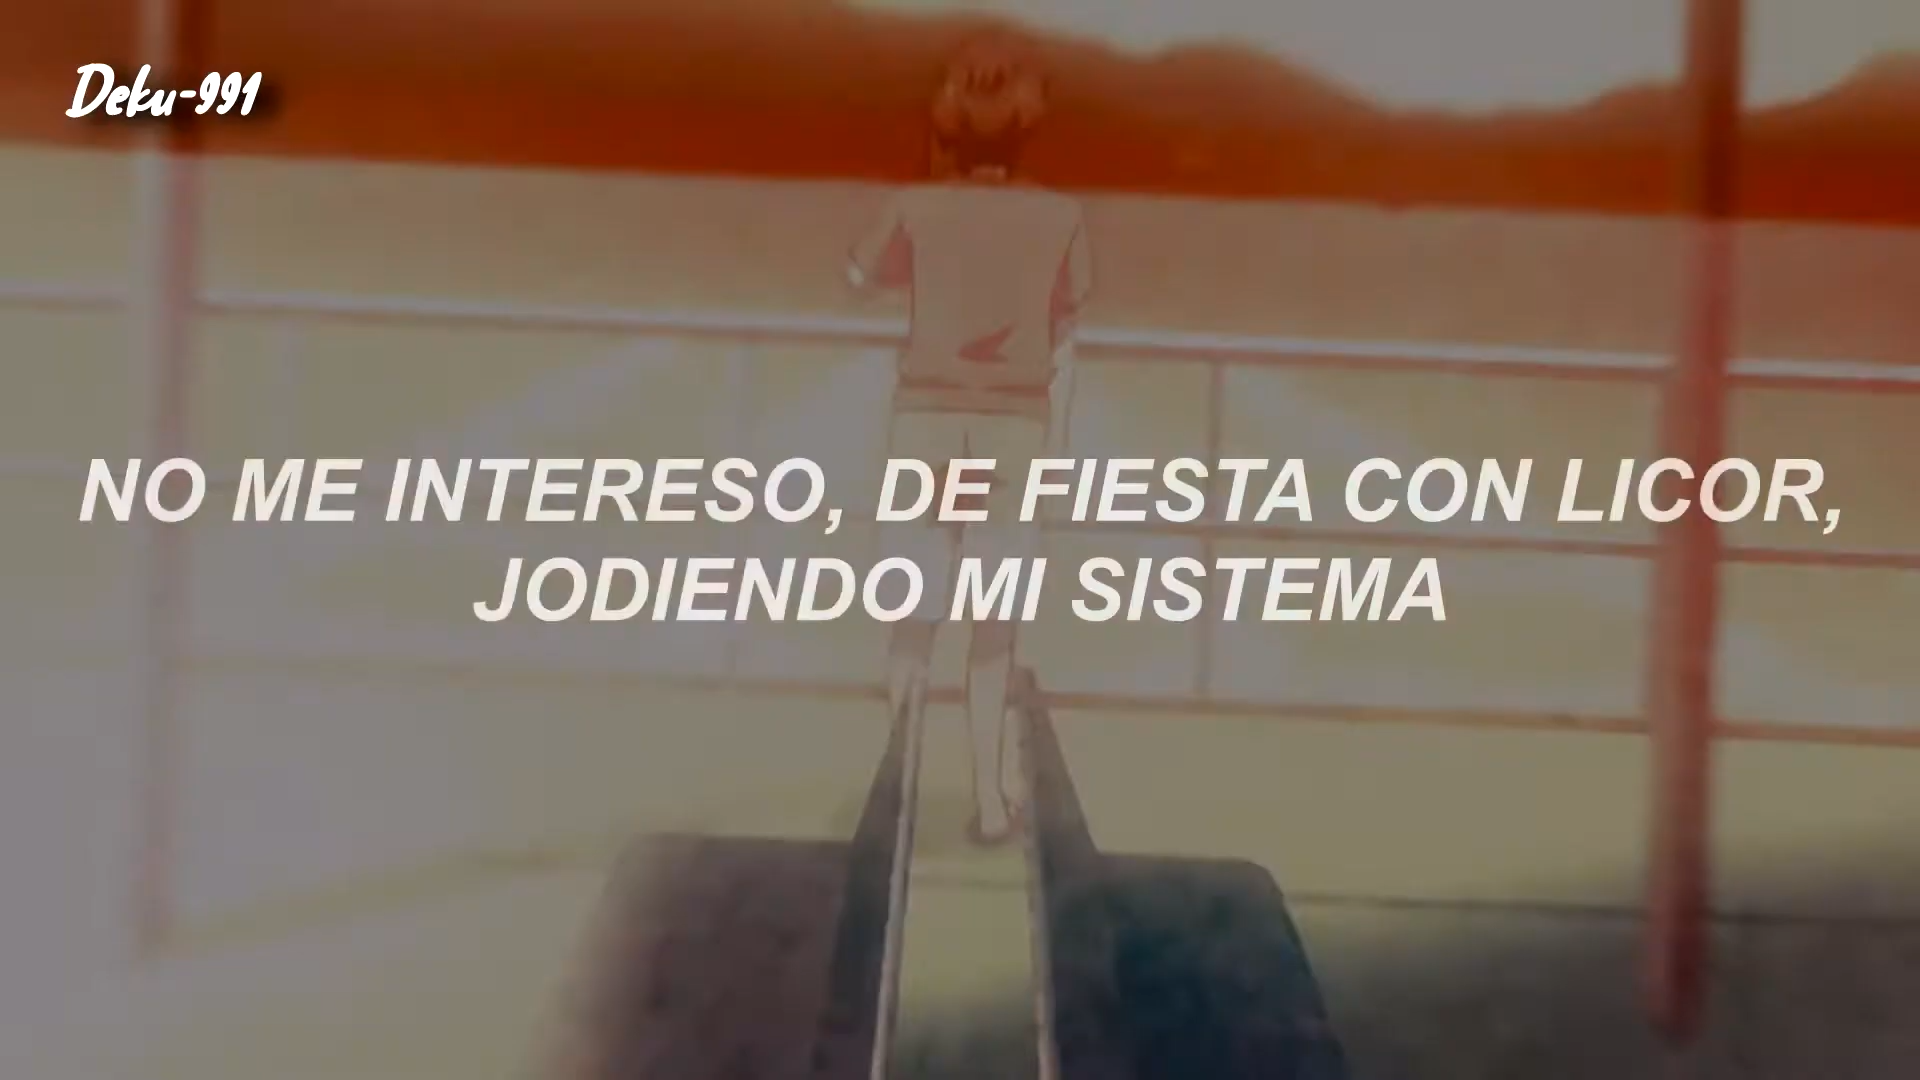 Deku-991
NO ME INTERESO, DE FIESTA CON LICOR,
JODIENDO MI SISTEMA